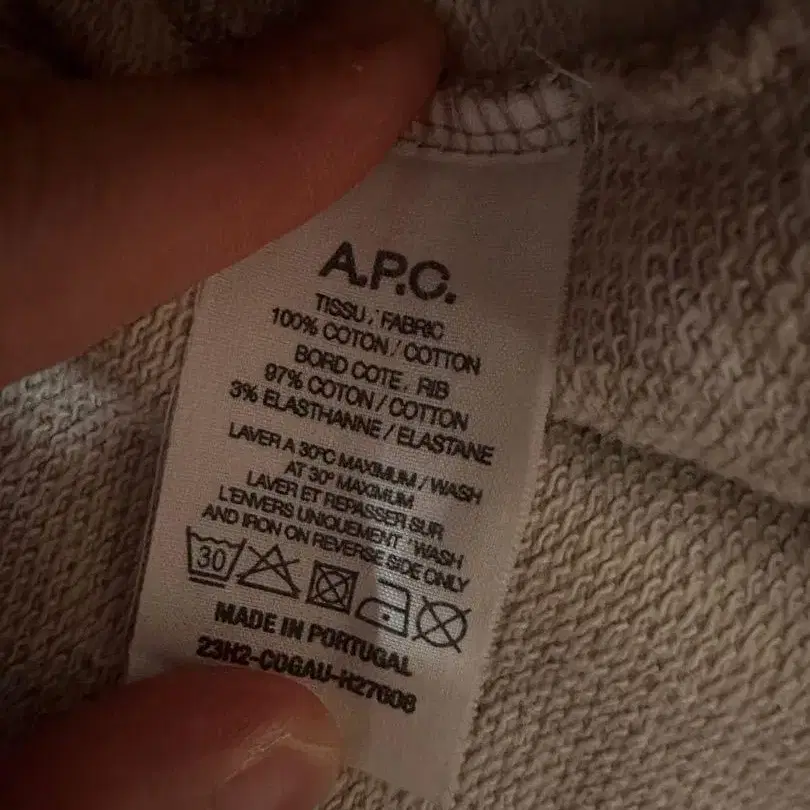 A.P.C.
TISSU / FABRIC
100% COTON / COTTON
BORD COTE / RIB
97% COTON / COTTON
3% ELASTHANNE / ELASTANE
LAVER A 30°C MAXIMUM / WASH
AT 30° MAXIMUM
LAVER ET REPASSER SUR
L'ENVERS UNIQUEMENT / WASH
AND IRON ON REVERSE SIDE ONLY
30
MADE IN PORTUGAL
23H2-COGAU-H27608